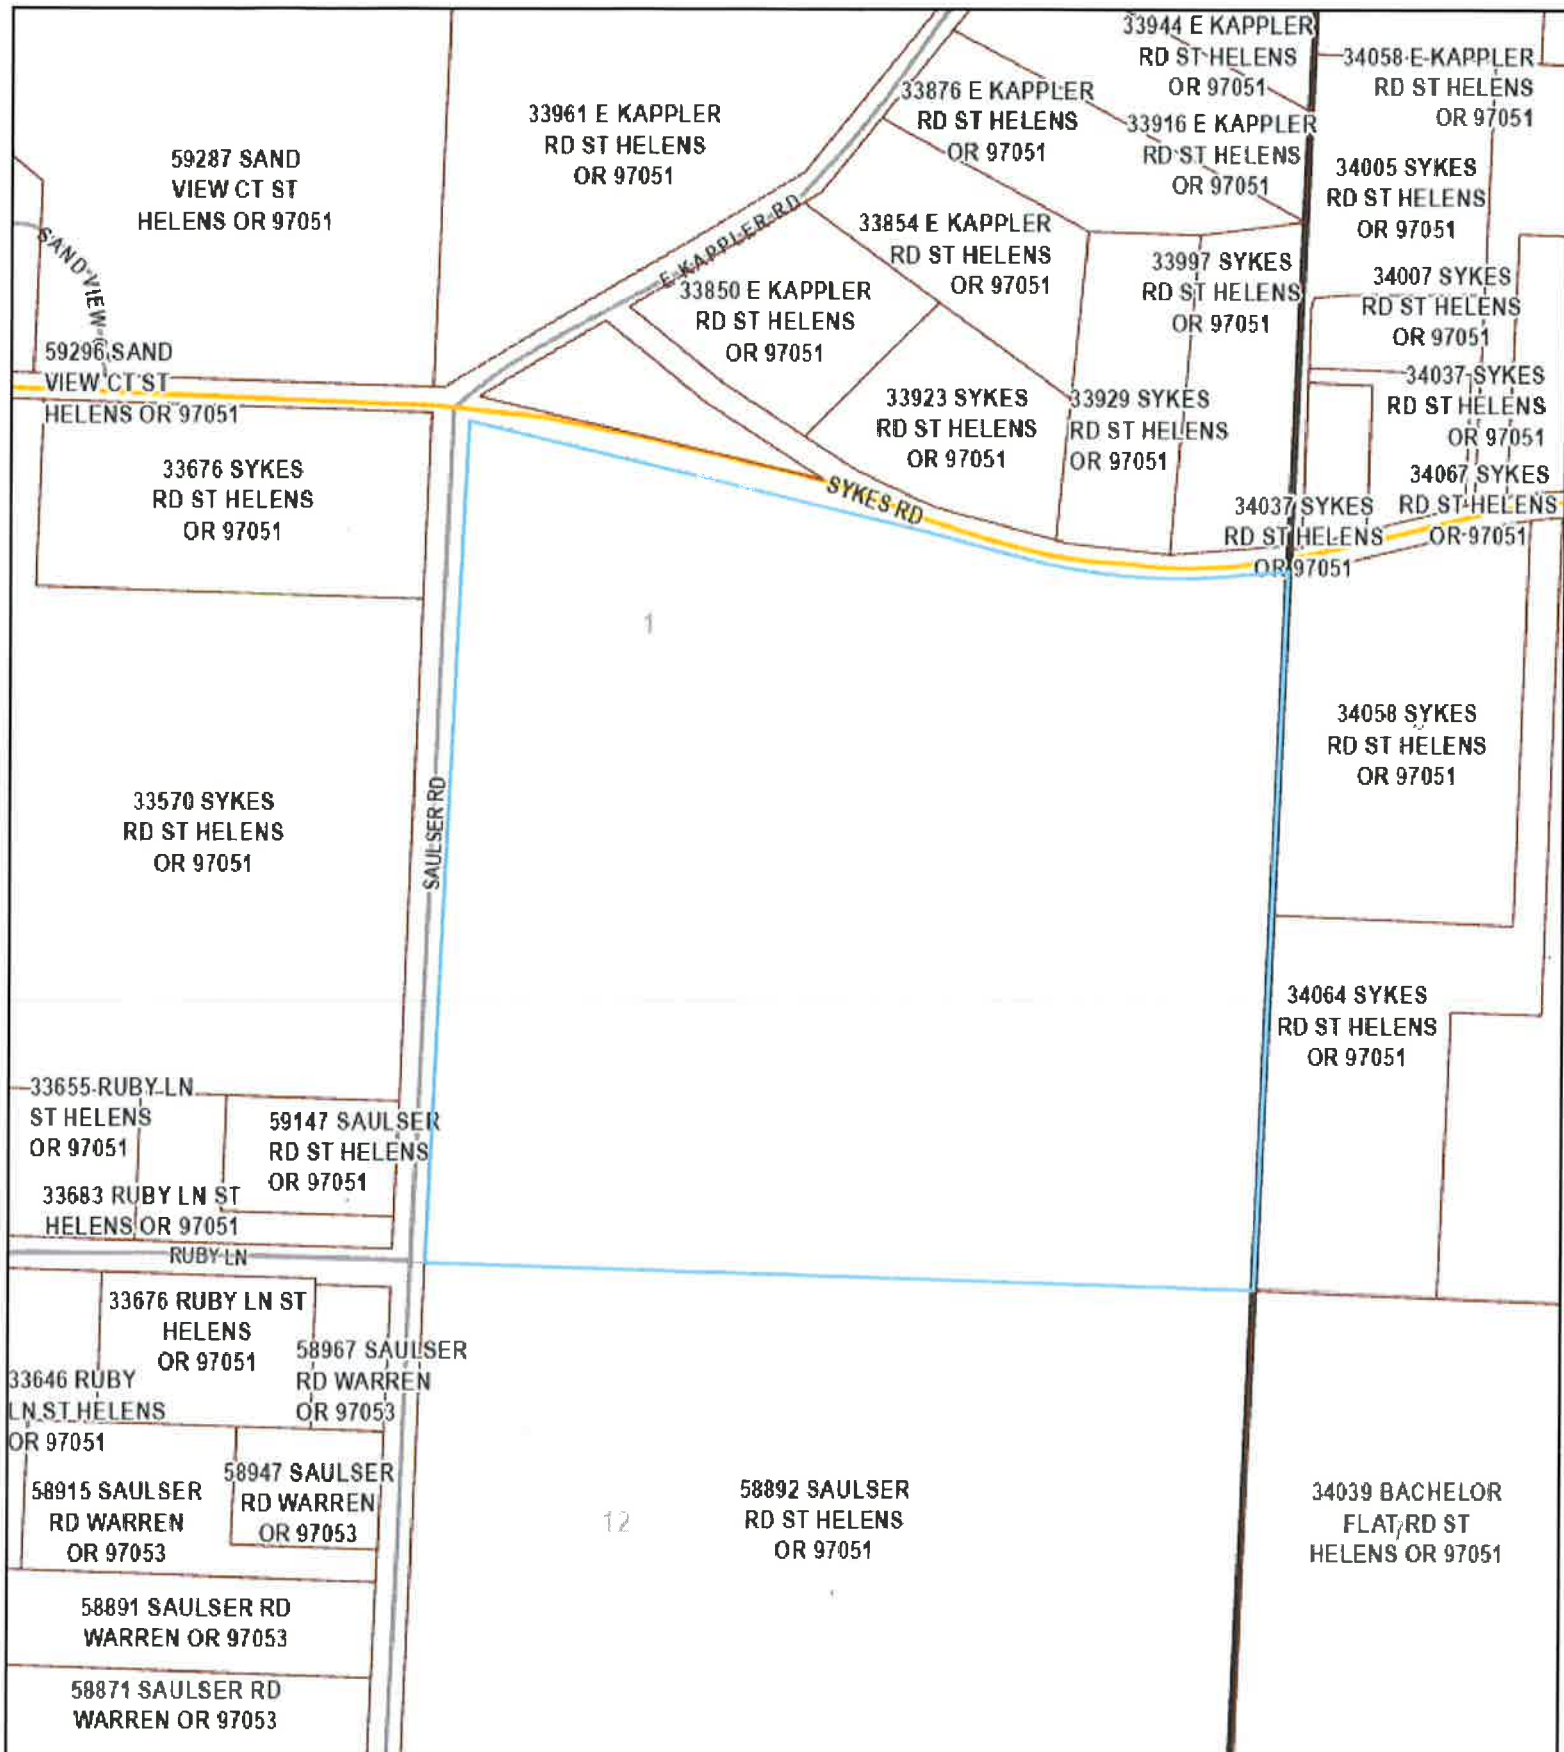 33944 E KAPPLER
RD ST HELENS
OR 97051
34058 E KAPPLER
RD ST HELENS
OR 97051
33961 E KAPPLER
RD ST HELENS
OR 97051
33876 E KAPPLER
RD ST HELENS
OR 97051
33916 E KAPPLER
RD ST HELENS
OR 97051
59287 SAND
VIEW CT ST
HELENS OR 97051
34005 SYKES
RD ST HELENS
OR 97051
E KAPPLER RD
33854 E KAPPLER
RD ST HELENS
OR 97051
SAND VIEW
33997 SYKES
RD ST HELENS
OR 97051
34007 SYKES
RD ST HELENS
OR 97051
33850 E KAPPLER
RD ST HELENS
OR 97051
59296 SAND
VIEW CT ST
HELENS OR 97051
34037 SYKES
RD ST HELENS
OR 97051
33923 SYKES
RD ST HELENS
OR 97051
33929 SYKES
RD ST HELENS
OR 97051
33676 SYKES
RD ST HELENS
OR 97051
SYKES RD
34067 SYKES
RD ST HELENS
OR 97051
34037 SYKES
RD ST HELENS
OR 97051
1
34058 SYKES
RD ST HELENS
OR 97051
33570 SYKES
RD ST HELENS
OR 97051
SAULSER RD
34064 SYKES
RD ST HELENS
OR 97051
33655 RUBY LN
ST HELENS
OR 97051
59147 SAULSER
RD ST HELENS
OR 97051
33683 RUBY LN ST
HELENS OR 97051
RUBY LN
33676 RUBY LN ST
HELENS
OR 97051
58967 SAULSER
RD WARREN
OR 97053
33646 RUBY
LN ST HELENS
OR 97051
58947 SAULSER
RD WARREN
OR 97053
58915 SAULSER
RD WARREN
OR 97053
12
58892 SAULSER
RD ST HELENS
OR 97051
34039 BACHELOR
FLAT RD ST
HELENS OR 97051
58891 SAULSER RD
WARREN OR 97053
58871 SAULSER RD
WARREN OR 97053